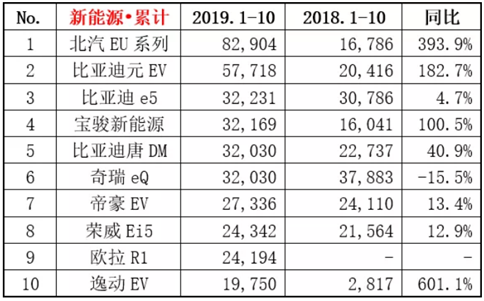 No. 新能源•累计 2019.1-10 2018.1-10 同比
1 北汽 EU 系列 82,904 16,786 393.9%
2 比亚迪元 EV 57,718 20,416 182.7%
3 比亚迪 e5 32,231 30,786 4.7%
4 宝骏新能源 32,169 16,041 100.5%
5 比亚迪唐 DM 32,030 22,737 40.9%
6 奇瑞 eQ 32,030 37,883 -15.5%
7 帝豪 EV 27,336 24,110 13.4%
8 荣威 Ei5 24,342 21,564 12.9%
9 欧拉 R1 24,194 - -
10 逸动 EV 19,750 2,817 601.1%